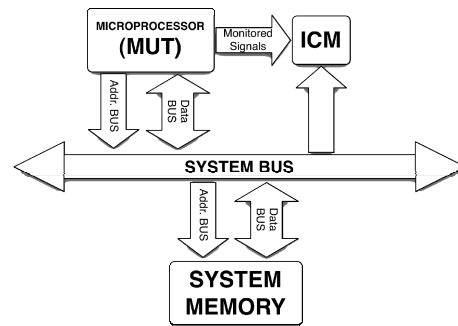 MICROPROCESSOR
(MUT)
Monitored
Signals
ICM
Addr. BUS
Data
BUS
SYSTEM BUS
Addr. BUS
Data
BUS
SYSTEM
MEMORY